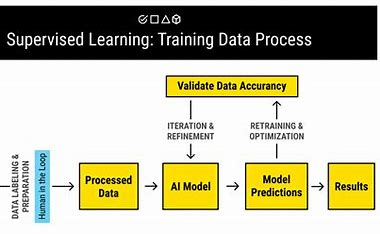 Supervised Learning: Training Data Process
Validate Data Accurancy
ITERATION &
REFINEMENT
RETRAINING &
OPTIMIZATION
DATA LABELING &
PREPARATION
Human in the Loop
Processed
Data
AI Model
Model
Predictions
Results